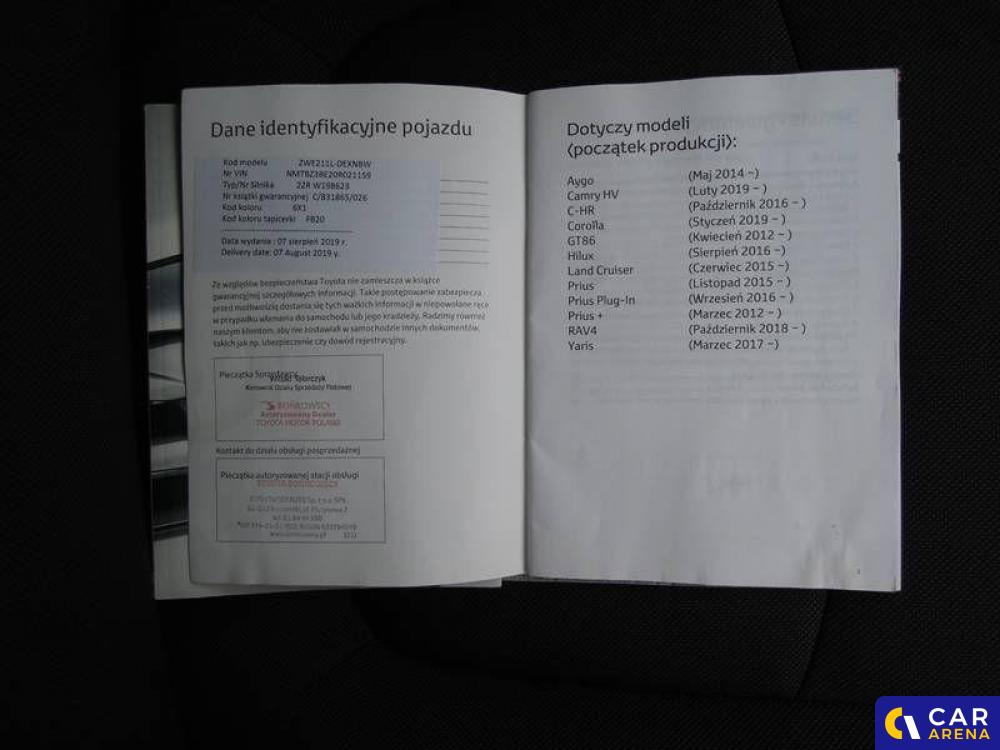 Dane identyfikacyjne pojazdu
Kod modelu ZWE211L-DEXNBW
Nr VIN NMTBZ3BE20R021159
Typ/Nr Silnika 2ZR W198623
Nr książki gwarancyjnej C/831865/026
Kod koloru 6X1
Kod koloru tapicerki FB20
Data wydania : 07 sierpień 2019 r.
Delivery date: 07 August 2019 y.
Ze względów bezpieczeństwa Toyota nie zamieszcza w książce
gwarancyjnej szczegółowych informacji. Takie postępowanie zabezpiecza
przed możliwością dostania się tych ważkich informacji w niepowołane ręce
w przypadku włamania do samochodu lub jego kradzieży. Radzimy również
naszym klientom, aby nie zostawiali w samochodzie innych dokumentów,
takich jak np. ubezpieczenie czy dowód rejestracyjny.
Pieczątka Sprzedawcy
Kierownik Działu Sprzedaży Flotowej
BOŃKOWSCY
Autoryzowany Dealer
TOYOTA MOTOR POLAND
Kontakt do działu obsługi posprzedażnej
Pieczątka autoryzowanej stacji obsługi
Dotyczy modeli
(początek produkcji):
Aygo (Maj 2014 –)
Camry HV (Luty 2019 – )
C-HR (Październik 2016 – )
Corolla (Styczeń 2019 – )
GT86 (Kwiecień 2012 – )
Hilux (Sierpień 2016 –)
Land Cruiser (Czerwiec 2015 –)
Prius (Listopad 2015 – )
Prius Plug-In (Wrzesień 2016 – )
Prius + (Marzec 2012 – )
RAV4 (Październik 2018 – )
Yaris (Marzec 2017 –)
CAR
ARENA